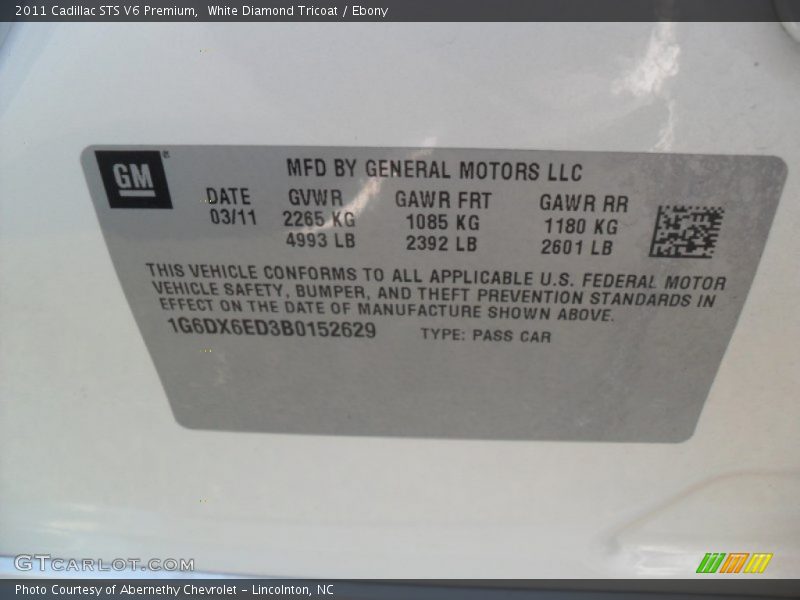 2011 Cadillac STS V6 Premium, White Diamond Tricoat / Ebony
GM®
MFD BY GENERAL MOTORS LLC
DATE GVWR GAWR FRT GAWR RR
03/11 2265 KG 1085 KG 1180 KG
4993 LB 2392 LB 2601 LB
THIS VEHICLE CONFORMS TO ALL APPLICABLE U.S. FEDERAL MOTOR
VEHICLE SAFETY, BUMPER, AND THEFT PREVENTION STANDARDS IN
EFFECT ON THE DATE OF MANUFACTURE SHOWN ABOVE.
1G6DX6ED3B0152629 TYPE: PASS CAR
GTCARLOT.COM
Photo Courtesy of Abernethy Chevrolet - Lincolnton, NC